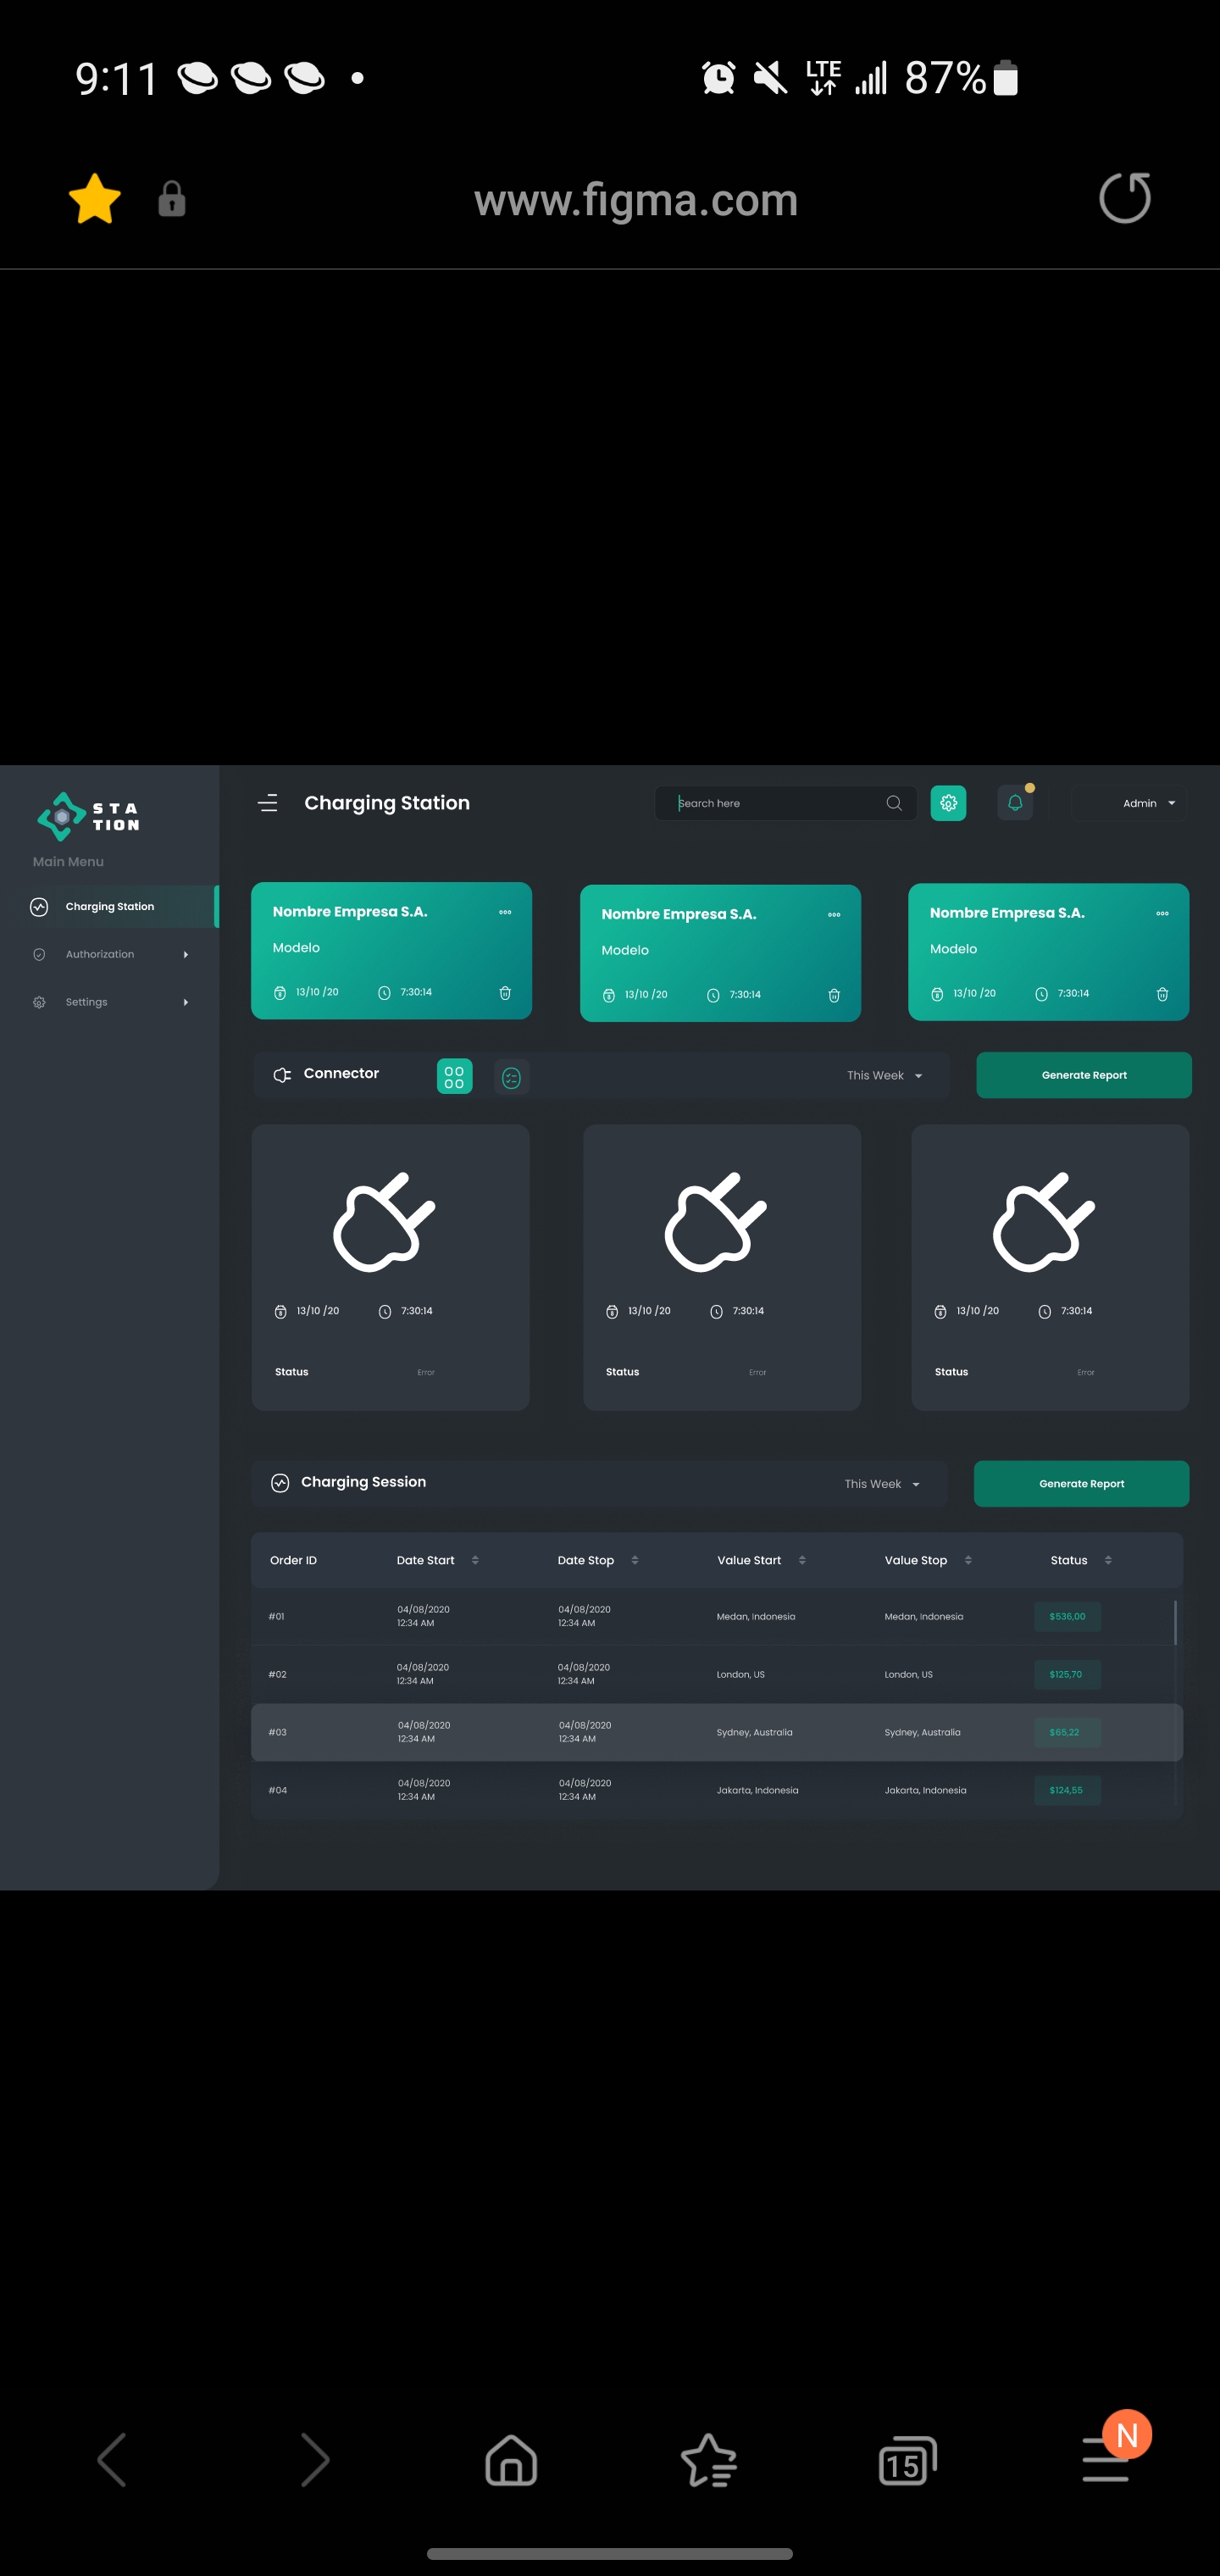 9:11
LTE
87%
www.figma.com
STA
TION
Charging Station
Search here
Admin
Main Menu
Charging Station
Authorization
Settings
Nombre Empresa S.A.
Modelo
13/10 /20
7:30:14
Nombre Empresa S.A.
Modelo
13/10 /20
7:30:14
Nombre Empresa S.A.
Modelo
13/10 /20
7:30:14
Connector
This Week
Generate Report
13/10 /20
7:30:14
Status
Error
13/10 /20
7:30:14
Status
Error
13/10 /20
7:30:14
Status
Error
Charging Session
This Week
Generate Report
Order ID Date Start Date Stop Value Start Value Stop Status
#01 04/08/2020 04/08/2020 Medan, Indonesia Medan, Indonesia $536,00
12:34 AM 12:34 AM
#02 04/08/2020 04/08/2020 London, US London, US $125,70
12:34 AM 12:34 AM
#03 04/08/2020 04/08/2020 Sydney, Australia Sydney, Australia $65,22
12:34 AM 12:34 AM
#04 04/08/2020 04/08/2020 Jakarta, Indonesia Jakarta, Indonesia $124,55
12:34 AM 12:34 AM
15
N